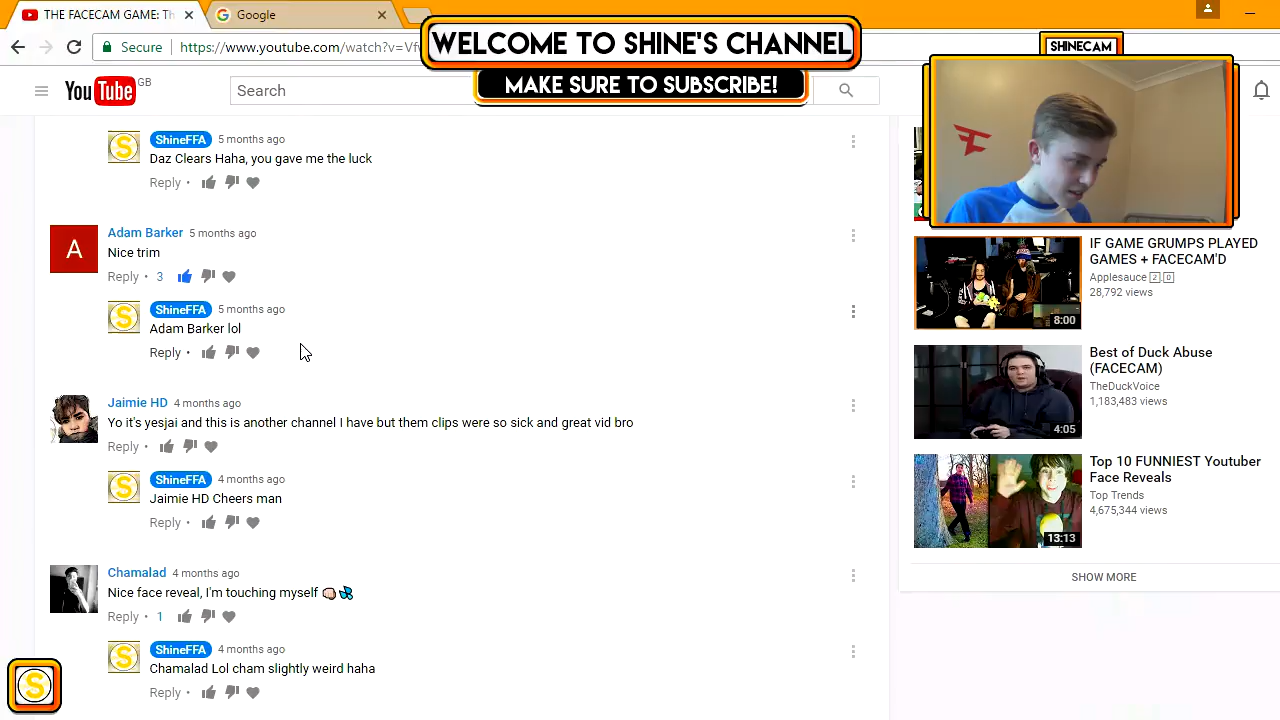 THE FACECAM GAME: Th
Google
WELCOME TO SHINE'S CHANNEL
SHINECAM
Secure
https://www.youtube.com/watch?v=Vf
YouTube GB
Search
MAKE SURE TO SUBSCRIBE!
ShineFFA 5 months ago
Daz Clears Haha, you gave me the luck
Reply •
A
Adam Barker 5 months ago
Nice trim
Reply • 3
ShineFFA 5 months ago
Adam Barker lol
Reply •
Jaimie HD 4 months ago
Yo it's yesjai and this is another channel I have but them clips were so sick and great vid bro
Reply •
ShineFFA 4 months ago
Jaimie HD Cheers man
Reply •
Chamalad 4 months ago
Nice face reveal, I'm touching myself
Reply • 1
ShineFFA 4 months ago
Chamalad Lol cham slightly weird haha
Reply •
S
IF GAME GRUMPS PLAYED
GAMES + FACECAM'D
Applesauce
28,792 views
8:00
Best of Duck Abuse
(FACECAM)
TheDuckVoice
1,183,483 views
4:05
Top 10 FUNNIEST Youtuber
Face Reveals
Top Trends
4,675,344 views
13:13
SHOW MORE